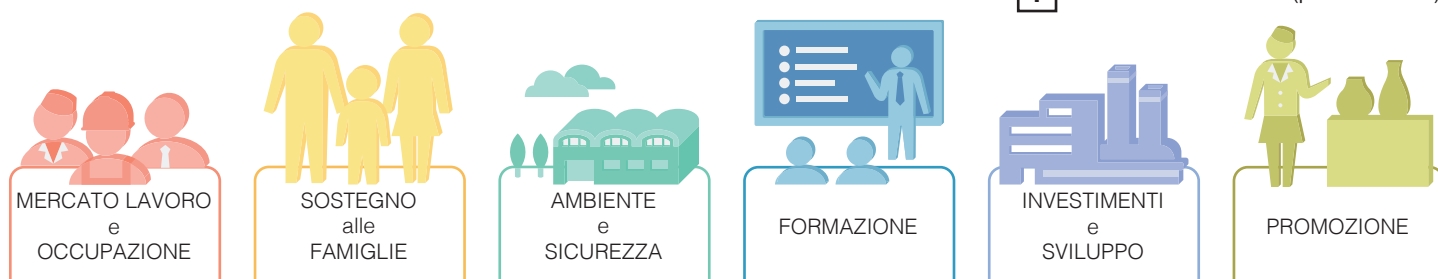 MERCATO LAVORO
e
OCCUPAZIONE
SOSTEGNO
alle
FAMIGLIE
AMBIENTE
e
SICUREZZA
FORMAZIONE
INVESTIMENTI
e
SVILUPPO
PROMOZIONE